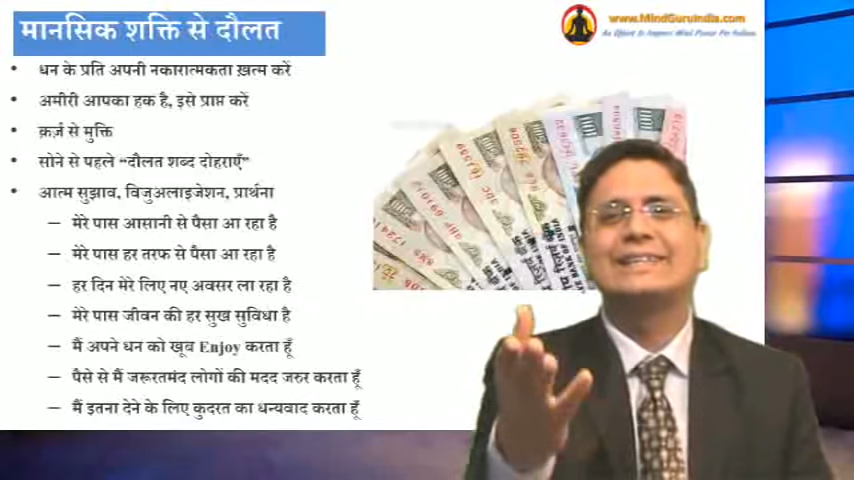 मानसिक शक्ति से दौलत
www.MindGuruIndia.com
An Effort To Improve Mind Power For Indians
धन के प्रति अपनी नकारात्मकता ख़त्म करें
अमीरी आपका हक है, इसे प्राप्त करें
क़र्ज़ से मुक्ति
सोने से पहले “दौलत शब्द दोहराएँ”
आत्म सुझाव, विजुअलाइजेशन, प्रार्थना
– मेरे पास आसानी से पैसा आ रहा है
– मेरे पास हर तरफ से पैसा आ रहा है
– हर दिन मेरे लिए नए अवसर ला रहा है
– मेरे पास जीवन की हर सुख सुविधा है
– मैं अपने धन को खूब Enjoy करता हूँ
– पैसे से मैं जरूरतमंद लोगों की मदद जरुर करता हूँ
– मैं इतना देने के लिए कुदरत का धन्यवाद करता हूँ